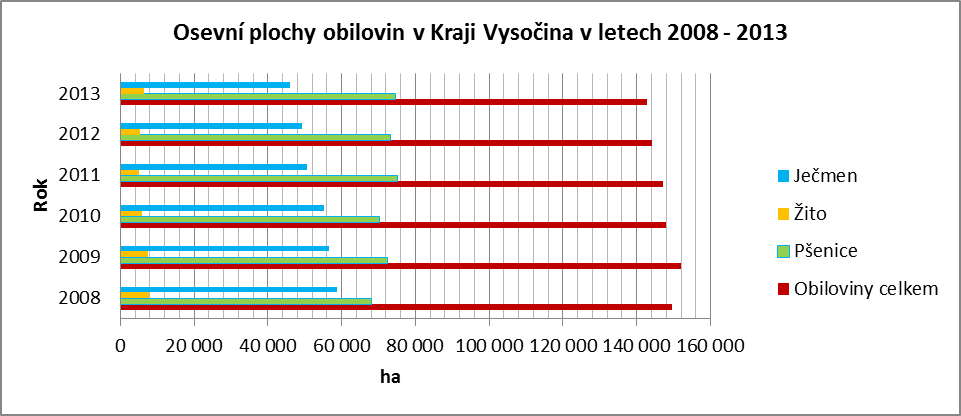 Osevní plochy obilovin v Kraji Vysočina v letech 2008 - 2013
Rok
2013
2012
2011
2010
2009
2008
0 20 000 40 000 60 000 80 000 100 000 120 000 140 000 160 000
ha
Ječmen
Žito
Pšenice
Obiloviny celkem